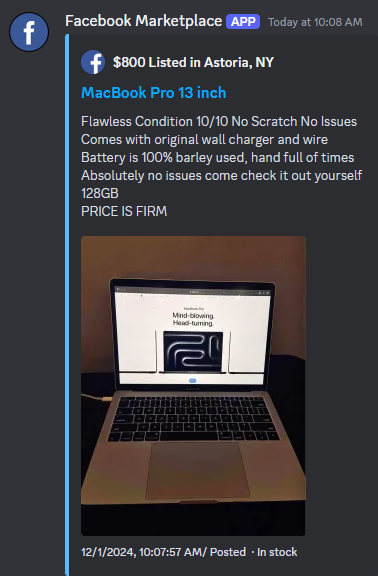 Facebook Marketplace APP Today at 10:08 AM
$800 Listed in Astoria, NY
MacBook Pro 13 inch
Flawless Condition 10/10 No Scratch No Issues
Comes with original wall charger and wire
Battery is 100% barley used, hand full of times
Absolutely no issues come check it out yourself
128GB
PRICE IS FIRM
MacBook Pro
Mind-blowing.
Head-turning.
12/1/2024, 10:07:57 AM/ Posted · In stock